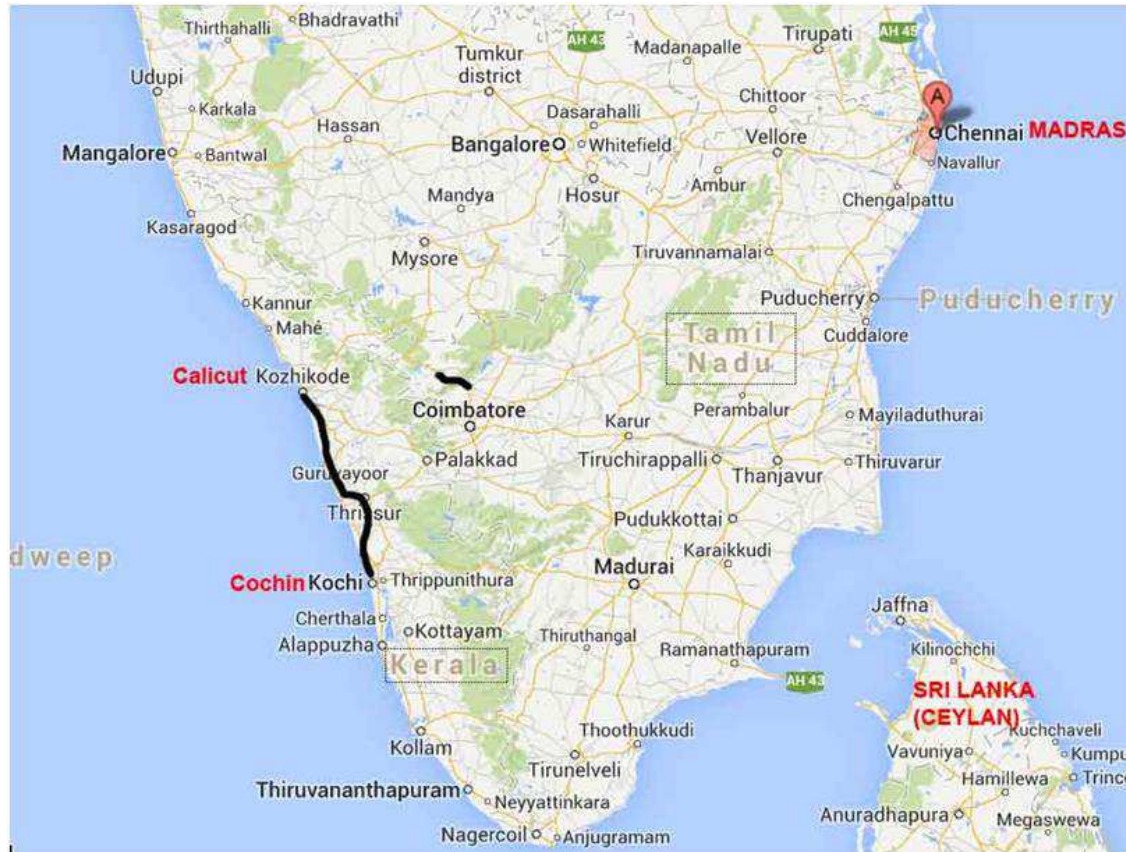 Bhadravathi
Thirthahalli
AH 43
AH 45
Tirupati
Madanapalle
Tumkur
district
Udupi
Karkala
Chittoor
A
Dasarahalli
Hassan
Bangalore
Whitefield
Vellore
Chennai MADRAS
Mangalore
Bantwal
Navallur
Ambur
Hosur
Mandya
Chengalpattu
Kasaragod
Mysore
Tiruvannamalai
Kannur
Puducherry
Puducherry
Mahé
Cuddalore
Tamil
Nadu
Calicut Kozhikode
Coimbatore
Perambalur
Mayiladuthurai
Karur
Palakkad
Tiruchirappalli
Thanjavur
Thiruvarur
Guruvayoor
Thrissur
Pudukkottai
Karaikkudi
dweep
Cochin Kochi
Thrippunithura
Madurai
Cherthala
Jaffna
Kottayam
Alappuzha
Thiruthangal
Ramanathapuram
Kilinochchi
Kerala
AH 43
SRI LANKA
(CEYLAN)
Kuchchaveli
Kollam
Thoothukkudi
Vavuniya
Kumpu
Tirunelveli
Hamillewa
Trinco
Thiruvananthapuram
Neyyattinkara
Anuradhapura
Megaswewa
Nagercoil
Anjugramam